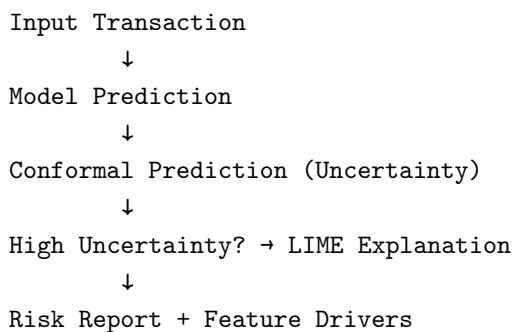 Input Transaction
↓
Model Prediction
↓
Conformal Prediction (Uncertainty)
↓
High Uncertainty? → LIME Explanation
↓
Risk Report + Feature Drivers